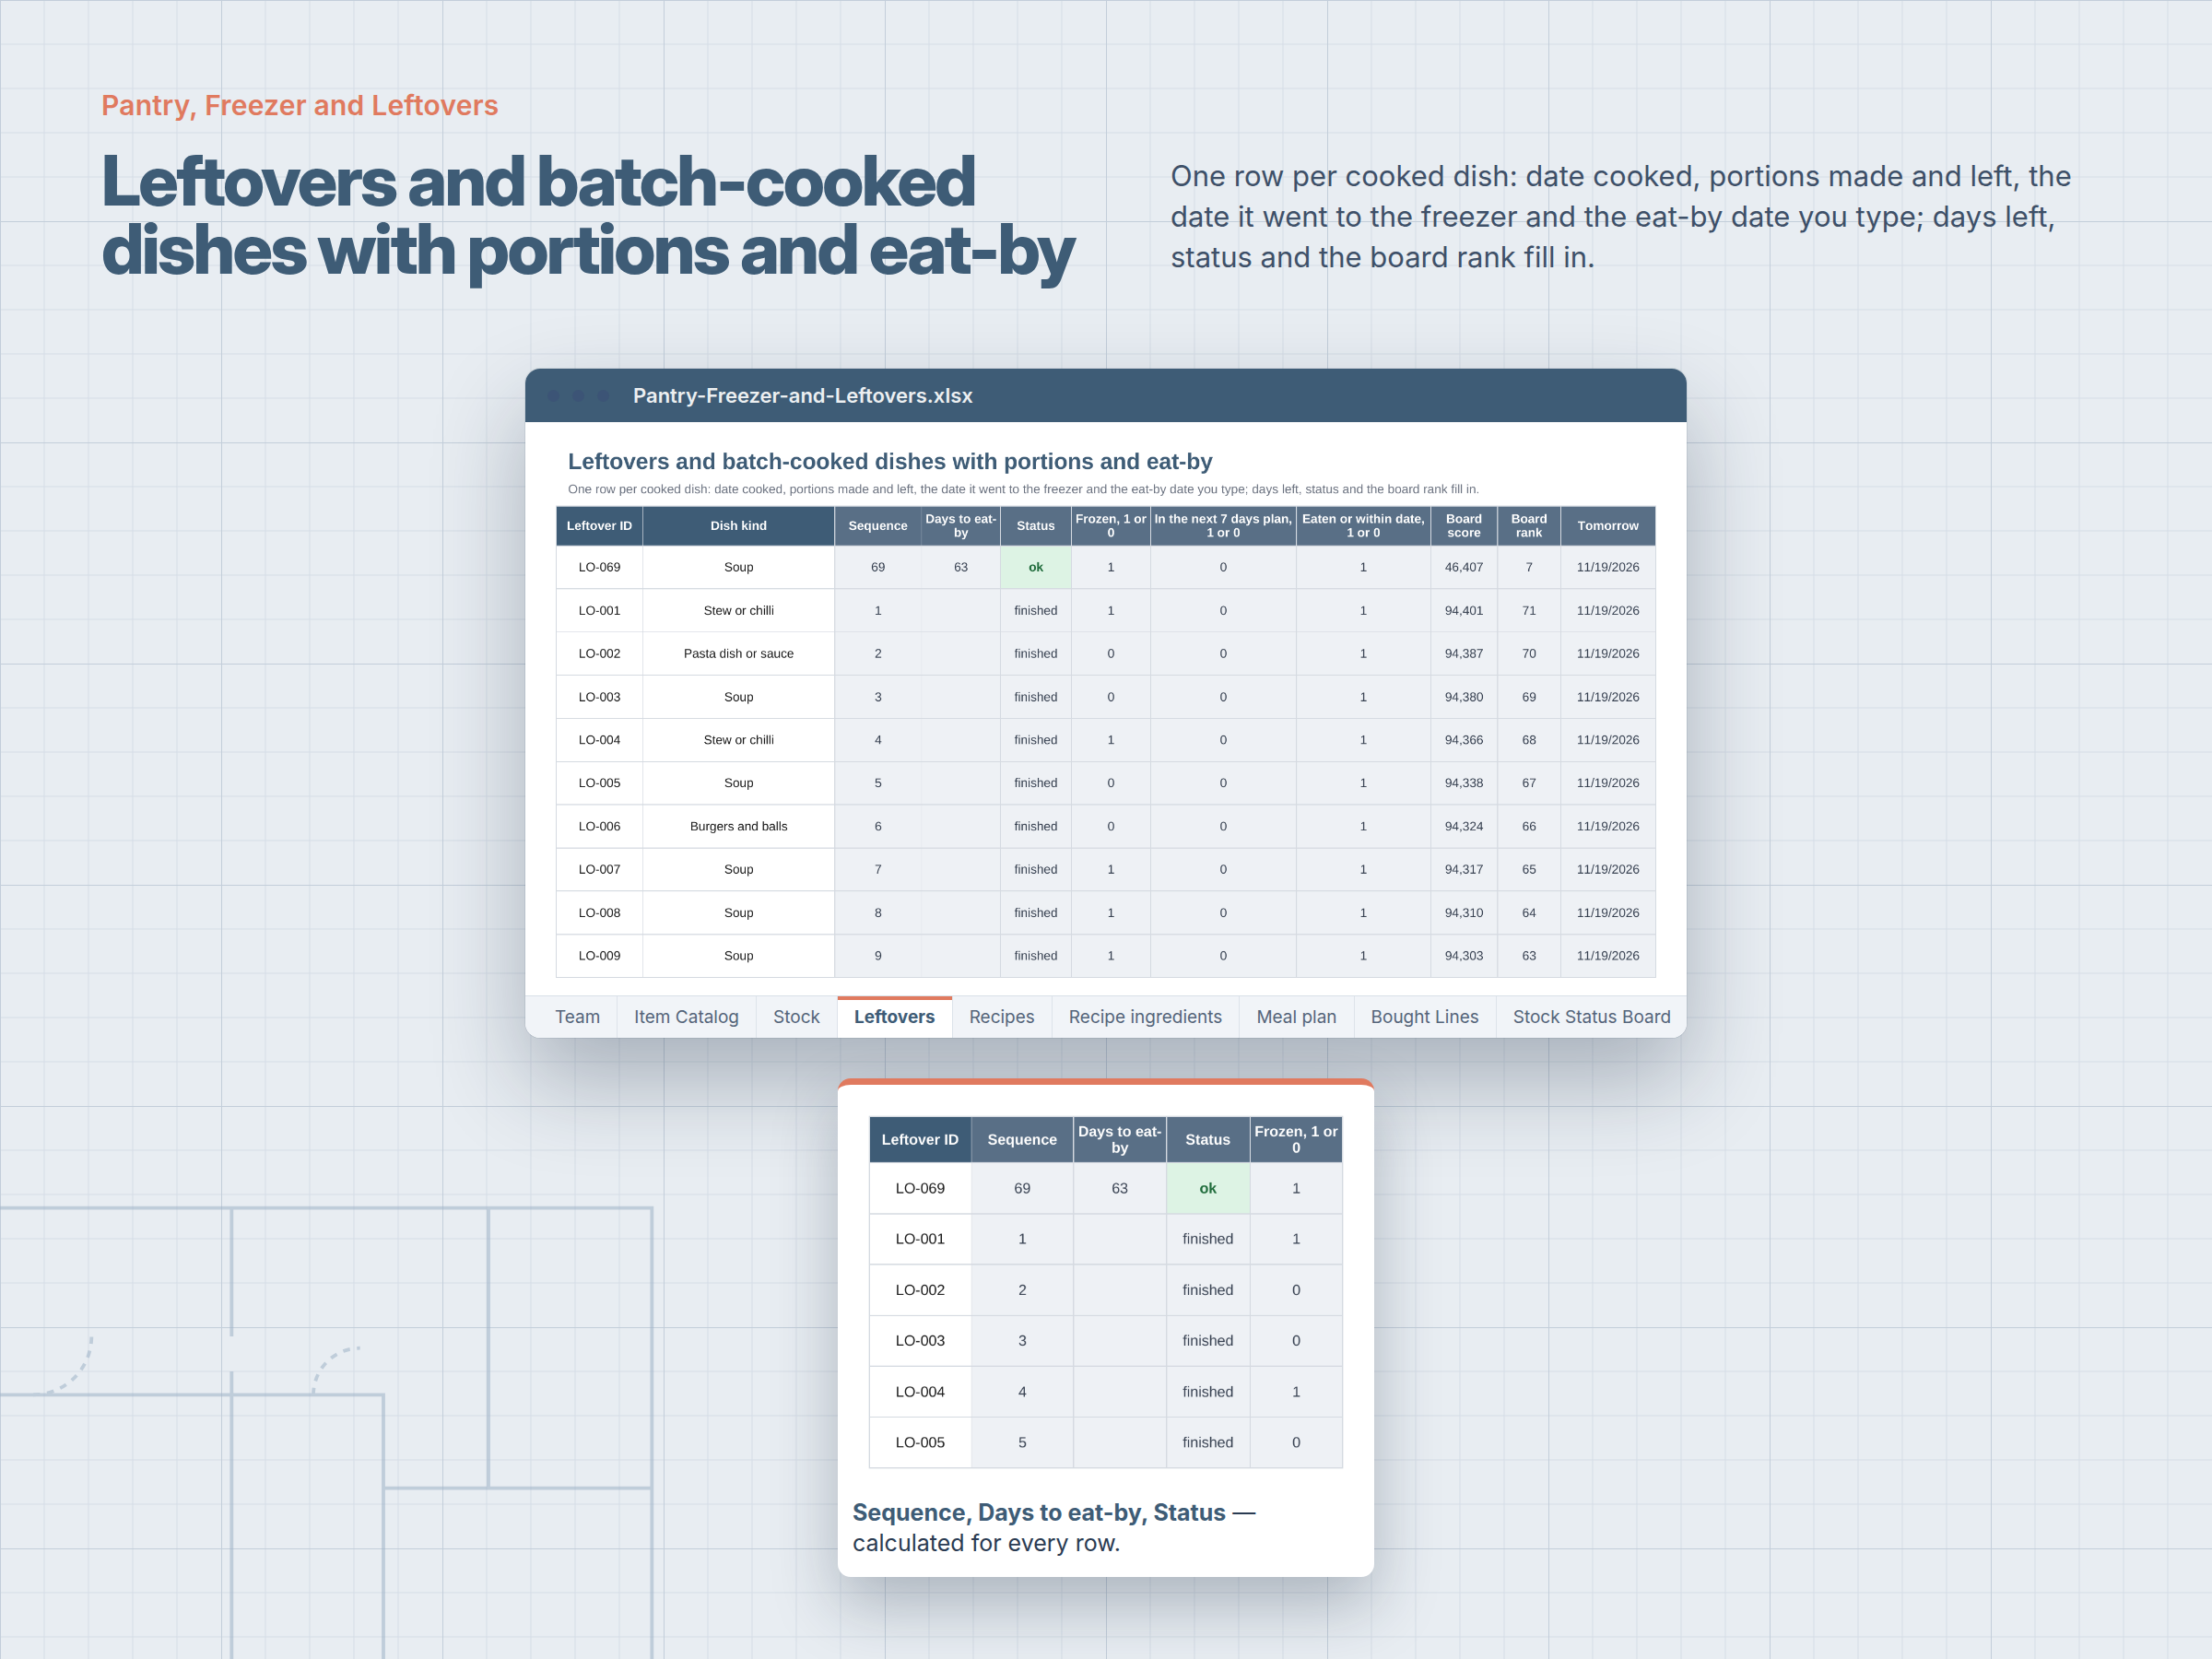 Pantry, Freezer and Leftovers
Leftovers and batch-cooked
dishes with portions and eat-by
One row per cooked dish: date cooked, portions made and left, the
date it went to the freezer and the eat-by date you type; days left,
status and the board rank fill in.
Pantry-Freezer-and-Leftovers.xlsx
Leftovers and batch-cooked dishes with portions and eat-by
One row per cooked dish: date cooked, portions made and left, the date it went to the freezer and the eat-by date you type; days left, status and the board rank fill in.
Leftover ID Dish kind Sequence Days to eat-by Status Frozen, 1 or 0 In the next 7 days plan, 1 or 0 Eaten or within date, 1 or 0 Board score Board rank Tomorrow
LO-069 Soup 69 63 ok 1 0 1 46,407 7 11/19/2026
LO-001 Stew or chilli 1 finished 1 0 1 94,401 71 11/19/2026
LO-002 Pasta dish or sauce 2 finished 0 0 1 94,387 70 11/19/2026
LO-003 Soup 3 finished 0 0 1 94,380 69 11/19/2026
LO-004 Stew or chilli 4 finished 1 0 1 94,366 68 11/19/2026
LO-005 Soup 5 finished 0 0 1 94,338 67 11/19/2026
LO-006 Burgers and balls 6 finished 0 0 1 94,324 66 11/19/2026
LO-007 Soup 7 finished 1 0 1 94,317 65 11/19/2026
LO-008 Soup 8 finished 1 0 1 94,310 64 11/19/2026
LO-009 Soup 9 finished 1 0 1 94,303 63 11/19/2026
Team Item Catalog Stock Leftovers Recipes Recipe ingredients Meal plan Bought Lines Stock Status Board
Leftover ID Sequence Days to eat-by Status Frozen, 1 or 0
LO-069 69 63 ok 1
LO-001 1 finished 1
LO-002 2 finished 0
LO-003 3 finished 0
LO-004 4 finished 1
LO-005 5 finished 0
Sequence, Days to eat-by, Status —
calculated for every row.